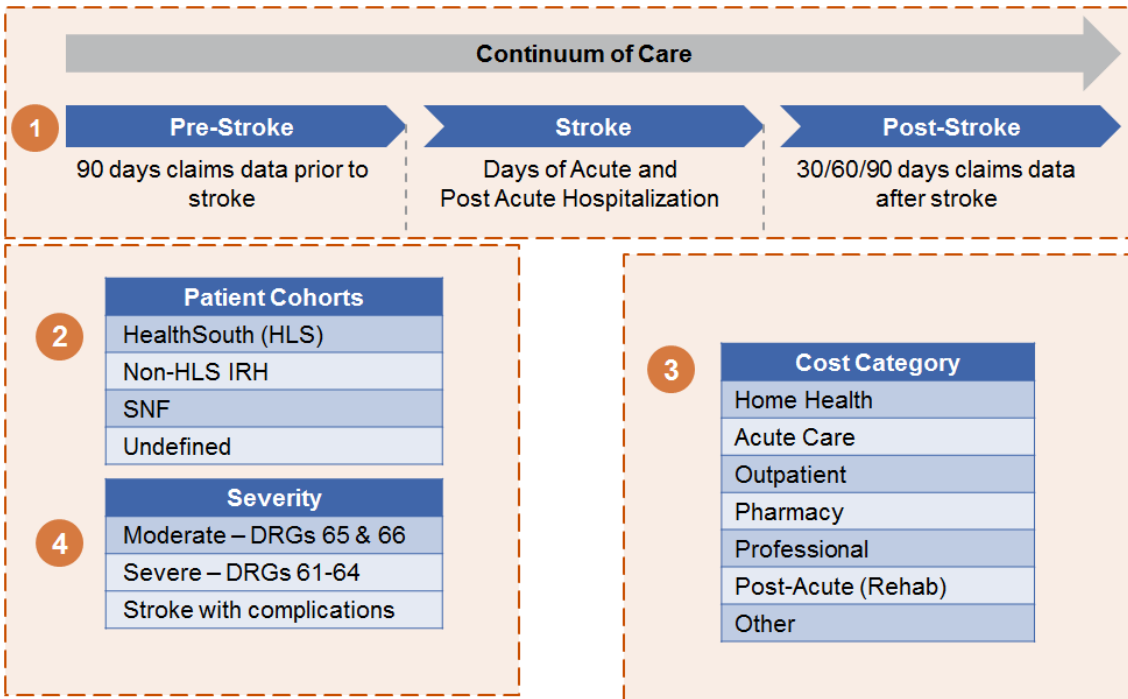 Continuum of Care
1
Pre-Stroke
Stroke
Post-Stroke
90 days claims data prior to
stroke
Days of Acute and
Post Acute Hospitalization
30/60/90 days claims data
after stroke
2
Patient Cohorts
HealthSouth (HLS)
Non-HLS IRH
SNF
Undefined
4
Severity
Moderate – DRGs 65 & 66
Severe – DRGs 61-64
Stroke with complications
3
Cost Category
Home Health
Acute Care
Outpatient
Pharmacy
Professional
Post-Acute (Rehab)
Other